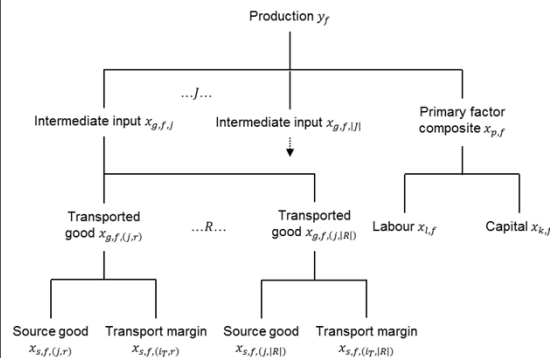 Production y_f
...J...
Intermediate input x_{g,f,j}
Intermediate input x_{g,f,|J|}
Primary factor
composite x_{p,f}
Transported
good x_{g,f,(j,r)}
...R...
Transported
good x_{g,f,(j,|R|)}
Labour x_{l,f}
Capital x_{k,f}
Source good
x_{s,f,(j,r)}
Transport margin
x_{s,f,(i_T,r)}
Source good
x_{s,f,(j,|R|)}
Transport margin
x_{s,f,(i_T,|R|)}